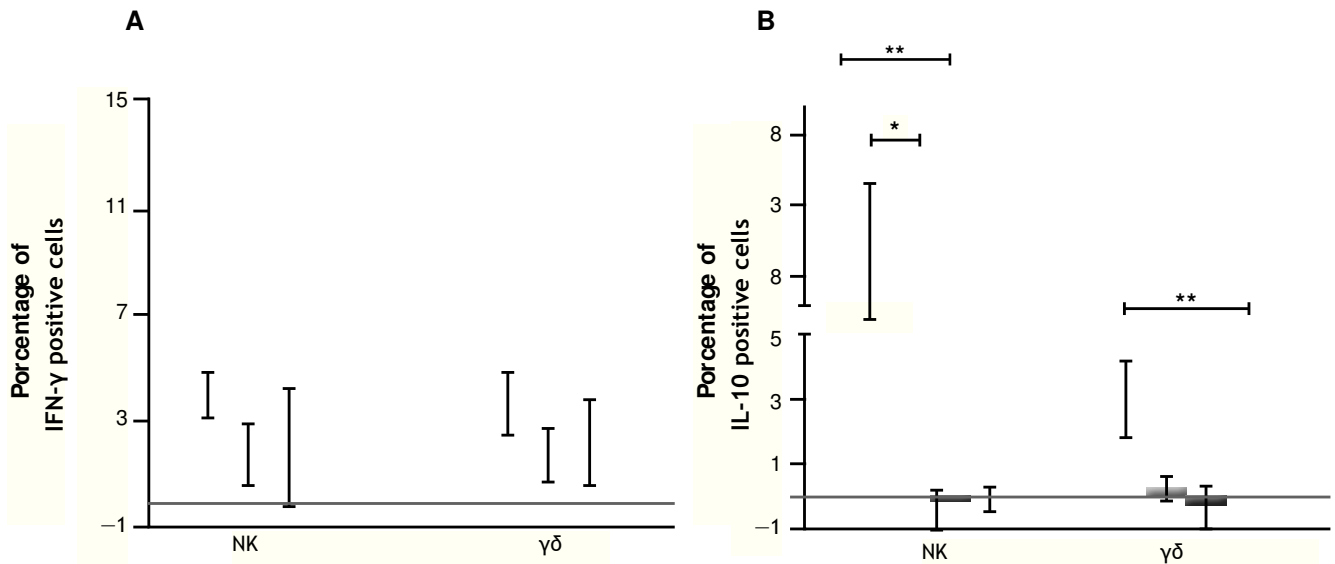 A
Porcentage of
IFN-γ positive cells
15
11
7
3
−1
NK γδ
B
Porcentage of
IL-10 positive cells
**
*
**
8
3
8
5
3
1
−1
NK γδ